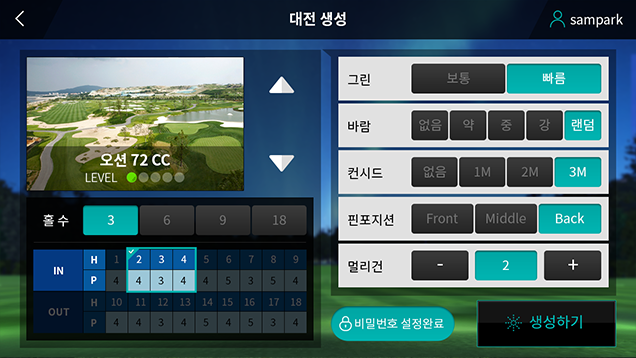 대전 생성
sampark
오션 72 CC
LEVEL
홀 수 3 6 9 18
IN H 1 2 3 4 5 6 7 8 9
P 4 4 3 4 4 5 3 5 4
OUT H 10 11 12 13 14 15 16 17 18
P 4 4 3 4 5 4 4 3 5
그린 보통 빠름
바람 없음 약 중 강 랜덤
컨시드 없음 1M 2M 3M
핀포지션 Front Middle Back
멀리건 - 2 +
비밀번호 설정완료
생성하기